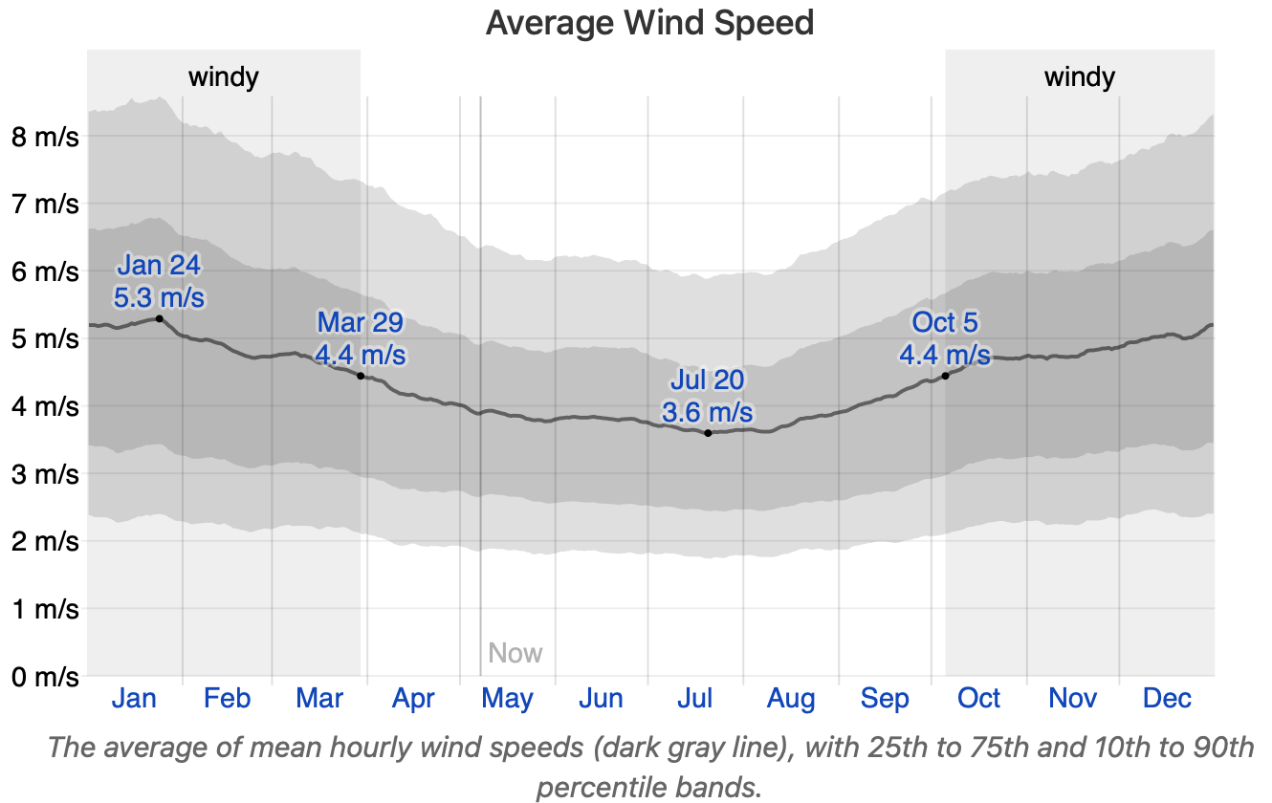 Average Wind Speed
windy
windy
8 m/s
7 m/s
6 m/s
Jan 24
5.3 m/s
Mar 29
4.4 m/s
Oct 5
4.4 m/s
5 m/s
Jul 20
3.6 m/s
4 m/s
3 m/s
2 m/s
1 m/s
Now
0 m/s
Jan Feb Mar Apr May Jun Jul Aug Sep Oct Nov Dec
The average of mean hourly wind speeds (dark gray line), with 25th to 75th and 10th to 90th
percentile bands.